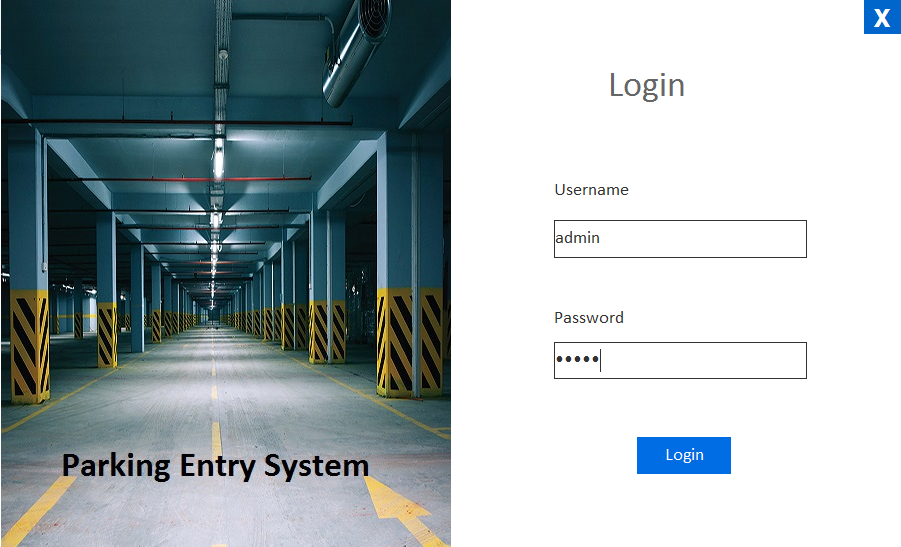 X
Login
Username
admin
Password
•••••
Login
Parking Entry System